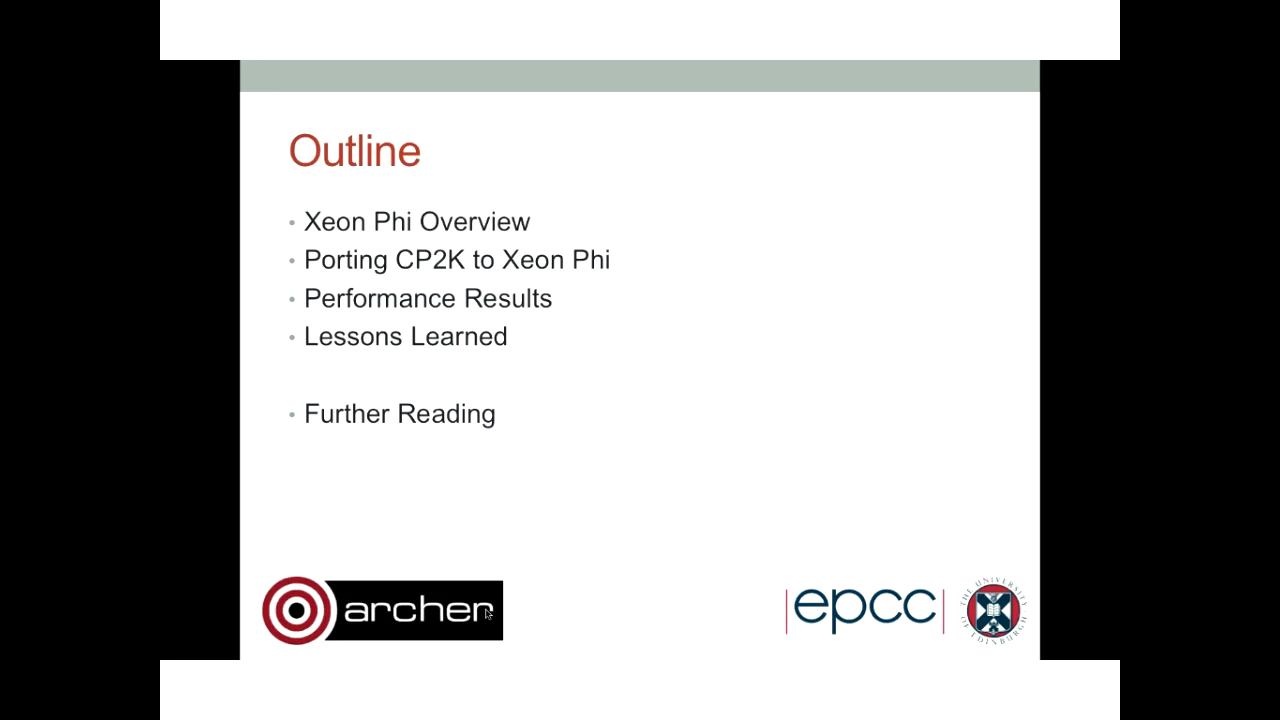 Outline
• Xeon Phi Overview
• Porting CP2K to Xeon Phi
• Performance Results
• Lessons Learned
• Further Reading
archer
epcc
THE UNIVERSITY OF EDINBURGH